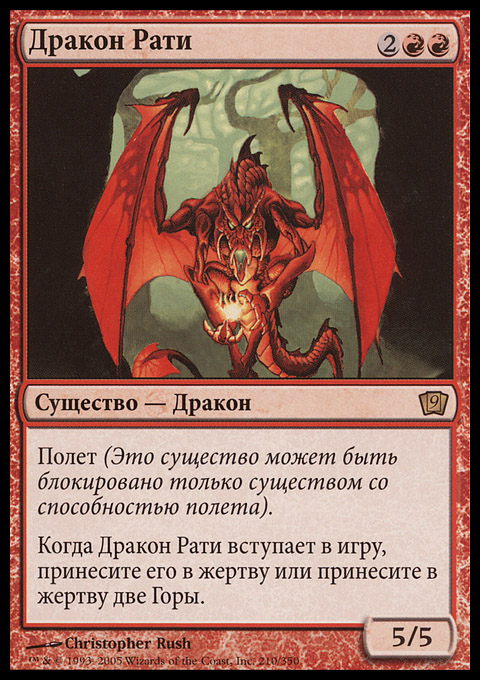 Дракон Рати 2
Существо — Дракон 9
Полет (Это существо может быть
блокировано только существом со
способностью полета).
Когда Дракон Рати вступает в игру,
принесите его в жертву или принесите в
жертву две Горы.
5/5
Christopher Rush
™ & © 1993–2005 Wizards of the Coast, Inc. 210/350